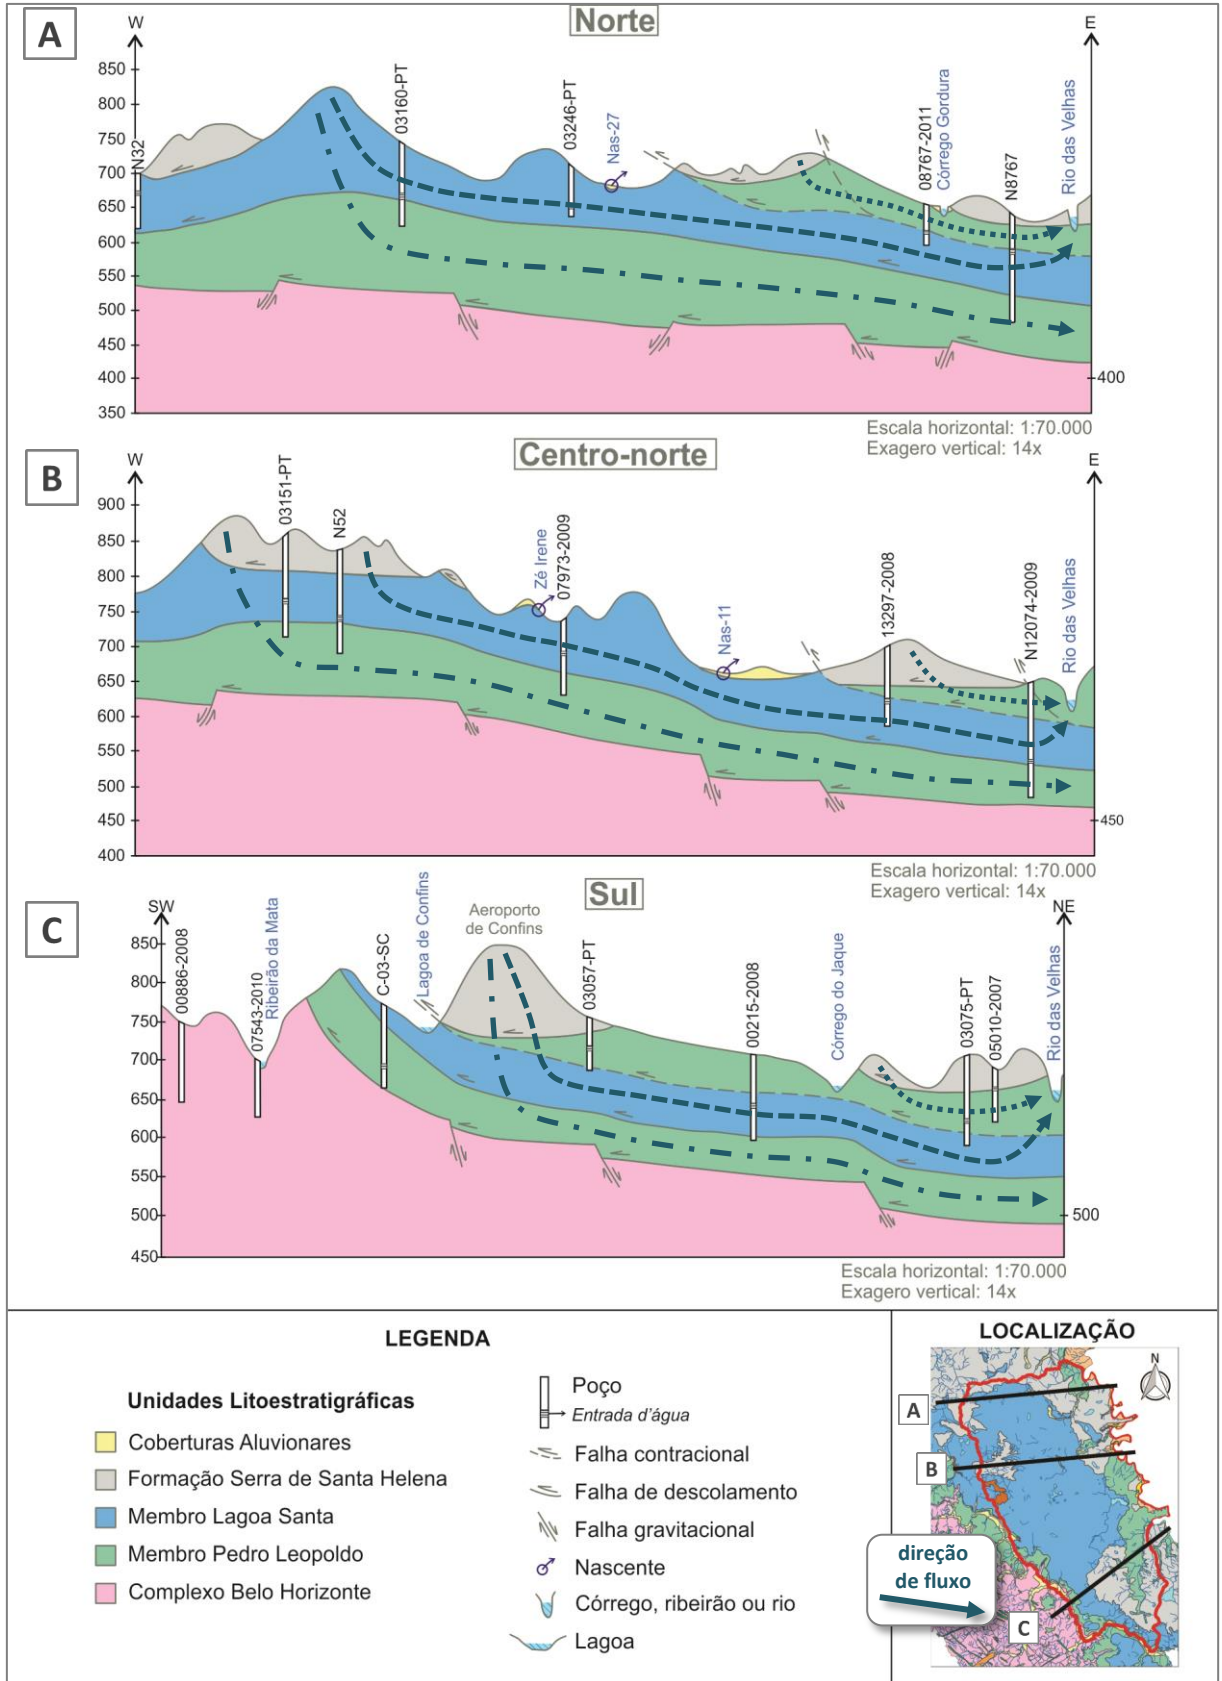 A
Norte
W
E
850
800
750
700
650
600
550
500
450
400
350
N32
03160-PT
03246-PT
Nas-27
08767-2011
Córrego Gordura
N8767
Rio das Velhas
400
Escala horizontal: 1:70.000
Exagero vertical: 14x
B
Centro-norte
W
E
900
850
800
750
700
650
600
550
500
450
400
03151-PT
N52
Zé Irene
07973-2009
Nas-11
13297-2008
N12074-2009
Rio das Velhas
450
Escala horizontal: 1:70.000
Exagero vertical: 14x
C
Sul
SW
NE
850
800
750
700
650
600
550
500
450
00886-2008
07543-2010
Ribeirão da Mata
C-03-SC
Lagoa de Confins
Aeroporto
de Confins
03057-PT
00215-2008
Córrego do Jaque
03075-PT
05010-2007
Rio das Velhas
500
Escala horizontal: 1:70.000
Exagero vertical: 14x
LEGENDA
Unidades Litoestratigráficas
Coberturas Aluvionares
Formação Serra de Santa Helena
Membro Lagoa Santa
Membro Pedro Leopoldo
Complexo Belo Horizonte
Poço
Entrada d'água
Falha contracional
Falha de descolamento
Falha gravitacional
Nascente
Córrego, ribeirão ou rio
Lagoa
LOCALIZAÇÃO
N
A
B
C
direção
de fluxo